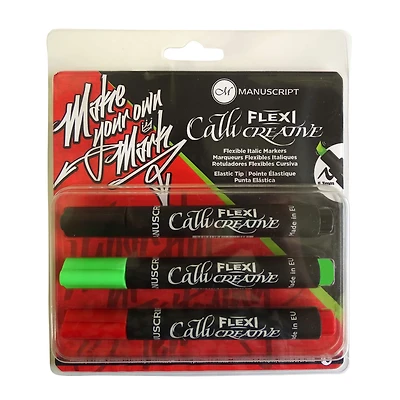 Make
your own
Mark
M MANUSCRIPT
Calli FLEXI
CREATIVE
Flexible Italic Markers
Marqueurs Flexibles Italiques
Rotuladores Flexibles Cursiva
Elastic Tip | Pointe Élastique
Punta Elástica
MANUSCRIPT Calli FLEXI CREATIVE Made in EU
MANUSCRIPT Calli FLEXI CREATIVE Made in EU
MANUSCRIPT Calli FLEXI CREATIVE Made in EU